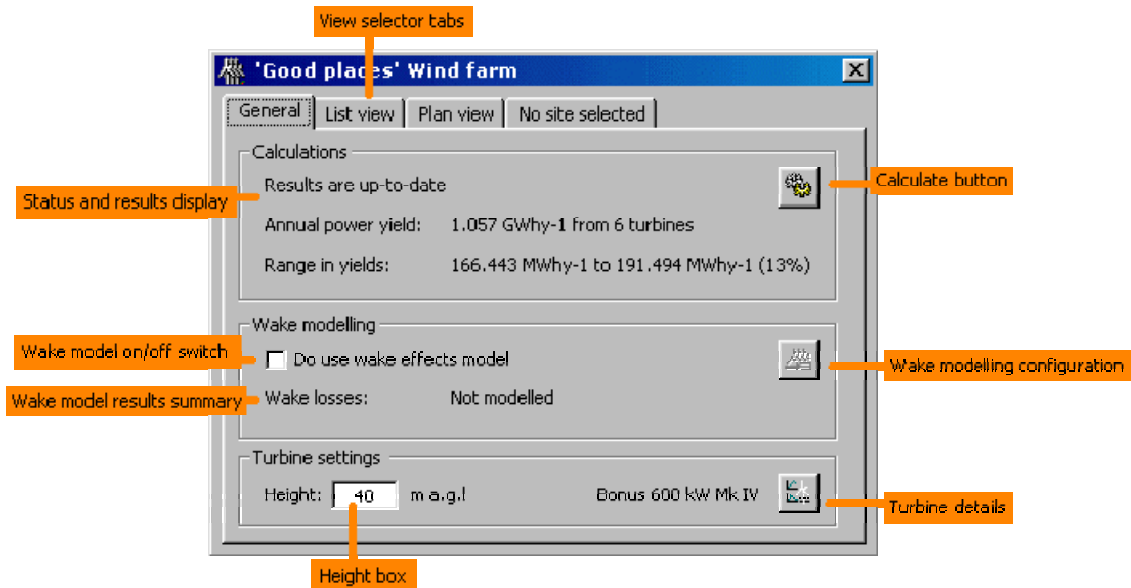 View selector tabs
'Good places' Wind farm
General List view Plan view No site selected
Calculations
Results are up-to-date
Calculate button
Status and results display
Annual power yield: 1.057 GWhy-1 from 6 turbines
Range in yields: 166.443 MWhy-1 to 191.494 MWhy-1 (13%)
Wake modelling
Wake model on/off switch
Do use wake effects model
Wake modelling configuration
Wake model results summary
Wake losses: Not modelled
Turbine settings
Height: 40 m a.g.l Bonus 600 kW Mk IV
Turbine details
Height box